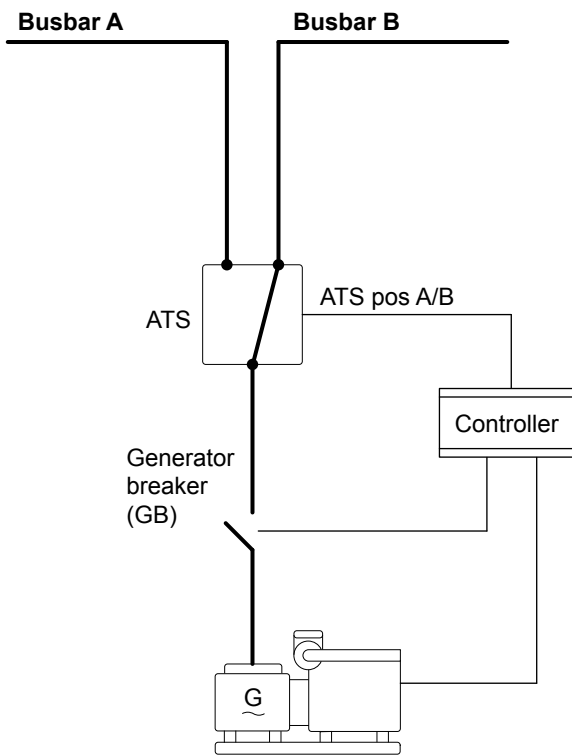 Busbar A
Busbar B
ATS
ATS pos A/B
Controller
Generator
breaker
(GB)
G
~